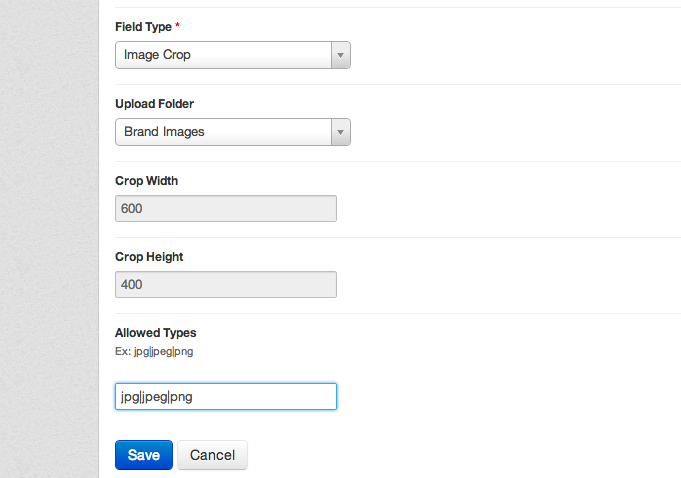 Field Type *
Image Crop
Upload Folder
Brand Images
Crop Width
600
Crop Height
400
Allowed Types
Ex: jpg|jpeg|png
jpg|jpeg|png
Save Cancel